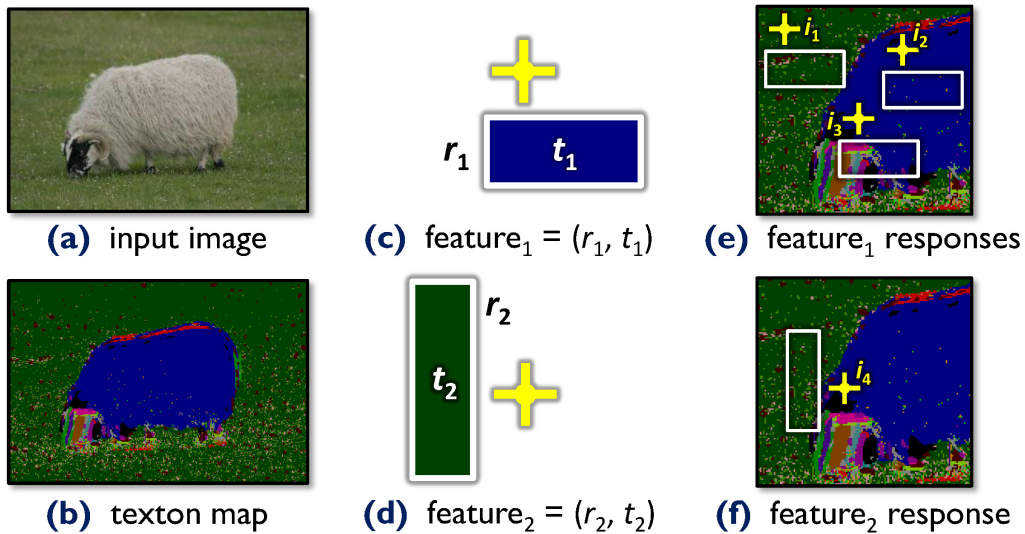 r₁ t₁
i₁
i₂
i₃
(a) input image
(c) feature₁ = (r₁, t₁)
(e) feature₁ responses
t₂ r₂
i₄
(b) texton map
(d) feature₂ = (r₂, t₂)
(f) feature₂ response